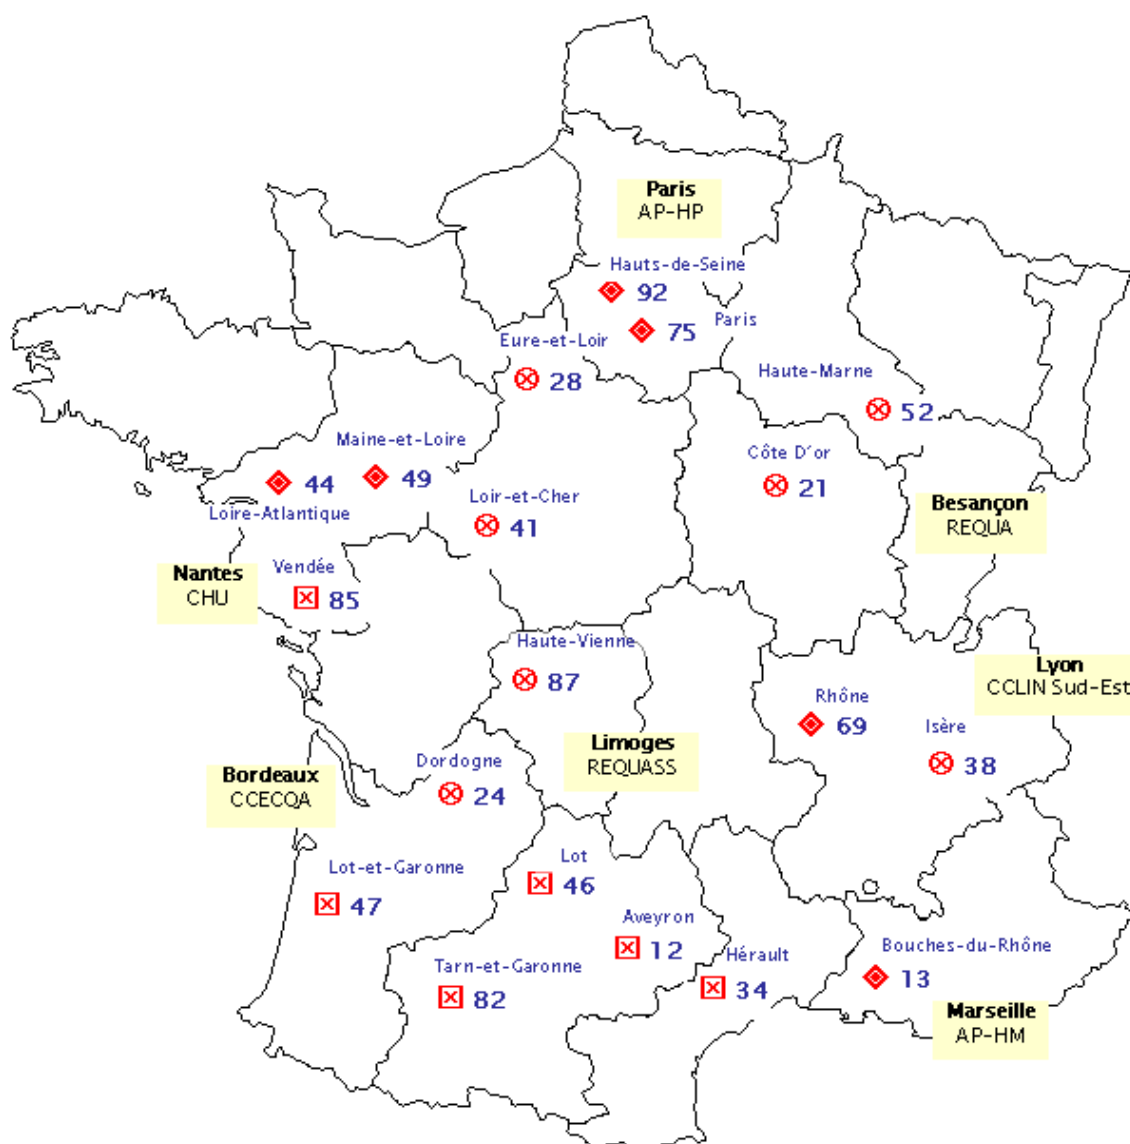 Paris
AP-HP
Hauts-de-Seine
92
75
Paris
Eure-et-Loir
28
Haute-Marne
52
Maine-et-Loire
49
44
Loire-Atlantique
Côte D'or
21
Loir-et-Cher
41
Besançon
REQUA
Nantes
CHU
Vendée
85
Haute-Vienne
87
Lyon
CCLIN Sud-Est
Rhône
69
Isère
38
Limoges
REQUASS
Bordeaux
CCECQA
Dordogne
24
Lot-et-Garonne
47
Lot
46
Aveyron
12
Tarn-et-Garonne
82
Hérault
34
Bouches-du-Rhône
13
Marseille
AP-HM